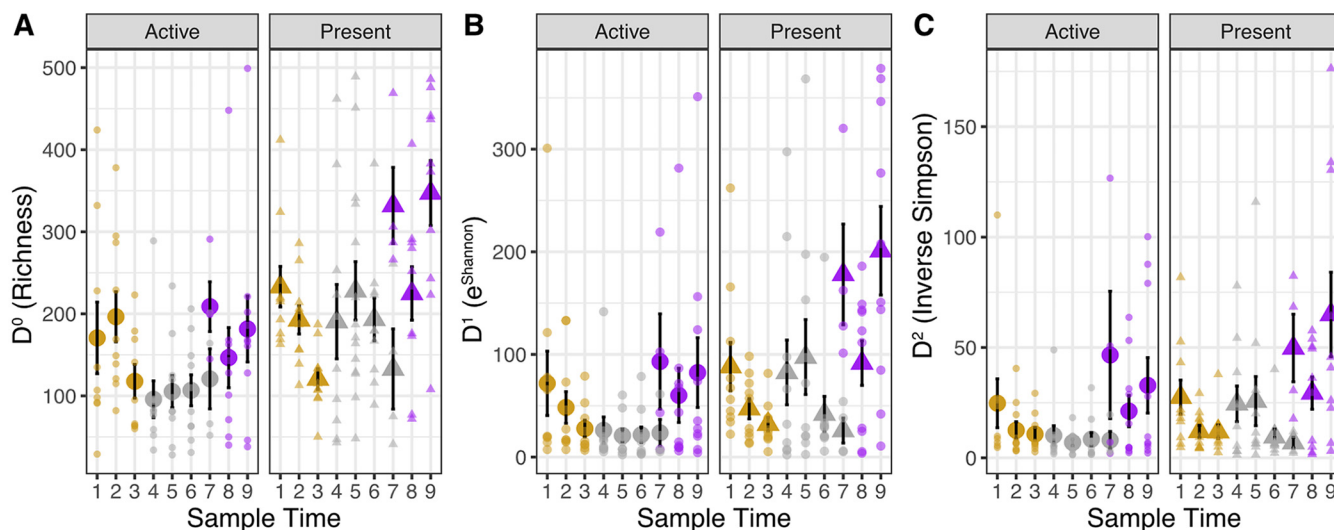 A
Active
Present
D⁰ (Richness)
500
400
300
200
100
1 2 3 4 5 6 7 8 9
1 2 3 4 5 6 7 8 9
Sample Time
B
Active
Present
D¹ (eShannon)
300
200
100
0
1 2 3 4 5 6 7 8 9
1 2 3 4 5 6 7 8 9
Sample Time
C
Active
Present
D² (Inverse Simpson)
150
100
50
0
1 2 3 4 5 6 7 8 9
1 2 3 4 5 6 7 8 9
Sample Time